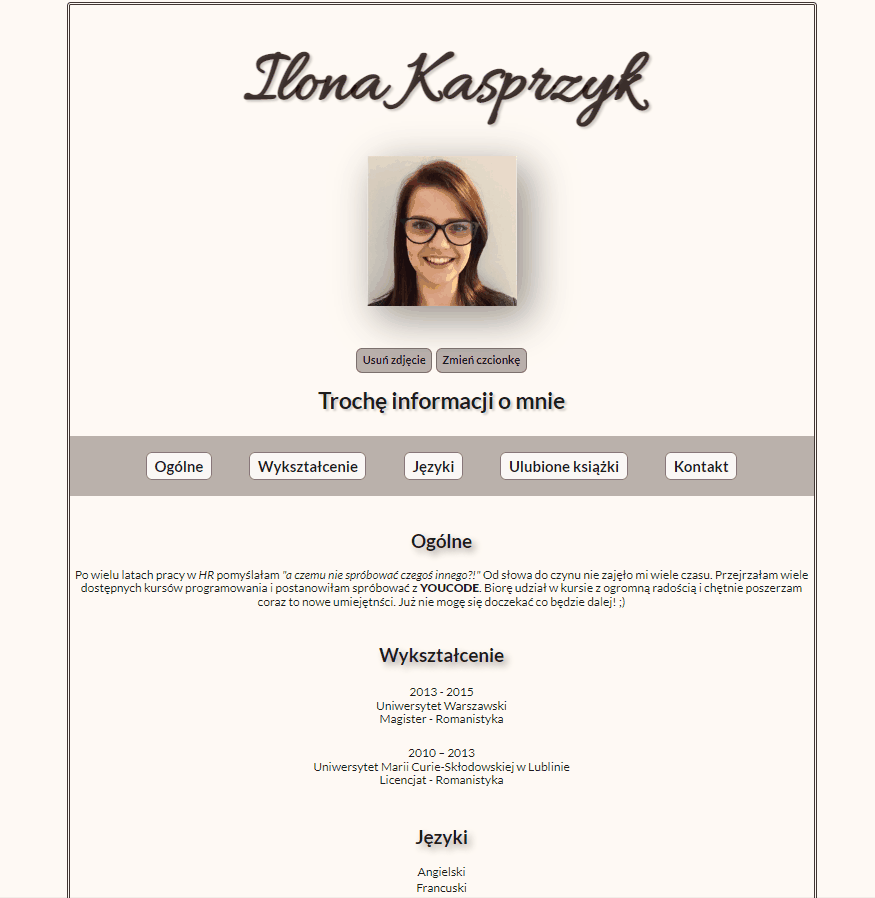 Ilona Kasprzyk
Usuń zdjęcie Zmień czcionkę
Trochę informacji o mnie
Ogólne Wykształcenie Języki Ulubione książki Kontakt
Ogólne
Po wielu latach pracy w HR pomyślałam "a czemu nie spróbować czegoś innego?!" Od słowa do czynu nie zajęło mi wiele czasu. Przejrzałam wiele
dostępnych kursów programowania i postanowiłam spróbować z YOUCODE. Biorę udział w kursie z ogromną radością i chętnie poszerzam
coraz to nowe umiejętnści. Już nie mogę się doczekać co będzie dalej! ;)
Wykształcenie
2013 - 2015
Uniwersytet Warszawski
Magister - Romanistyka
2010 – 2013
Uniwersytet Marii Curie-Skłodowskiej w Lublinie
Licencjat - Romanistyka
Języki
Angielski
Francuski